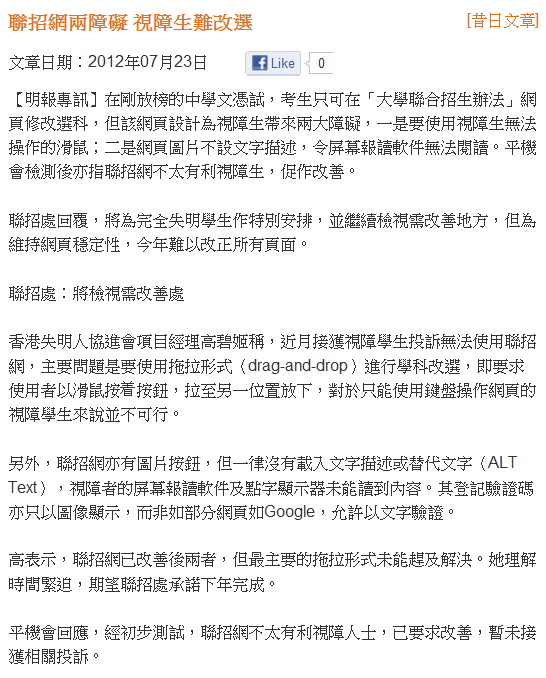 聯招網兩障礙 視障生難改選
[昔日文章]
文章日期：2012年07月23日
Like
0
【明報專訊】在剛放榜的中學文憑試，考生只可在「大學聯合招生辦法」網
頁修改選科，但該網頁設計為視障生帶來兩大障礙，一是要使用視障生無法
操作的滑鼠；二是網頁圖片不設文字描述，令屏幕報讀軟件無法閱讀。平機
會檢測後亦指聯招網不太有利視障生，促作改善。
聯招處回覆，將為完全失明學生作特別安排，並繼續檢視需改善地方，但為
維持網頁穩定性，今年難以改正所有頁面。
聯招處：將檢視需改善處
香港失明人協進會項目經理高碧姬稱，近月接獲視障學生投訴無法使用聯招
網，主要問題是要使用拖拉形式（drag-and-drop）進行學科改選，即要求
使用者以滑鼠按着按鈕，拉至另一位置放下，對於只能使用鍵盤操作網頁的
視障學生來說並不可行。
另外，聯招網亦有圖片按鈕，但一律沒有載入文字描述或替代文字（ALT
Text），視障者的屏幕報讀軟件及點字顯示器未能讀到內容。其登記驗證碼
亦只以圖像顯示，而非如部分網頁如Google，允許以文字驗證。
高表示，聯招網已改善後兩者，但最主要的拖拉形式未能趕及解決。她理解
時間緊迫，期望聯招處承諾下年完成。
平機會回應，經初步測試，聯招網不太有利視障人士，已要求改善，暫未接
獲相關投訴。